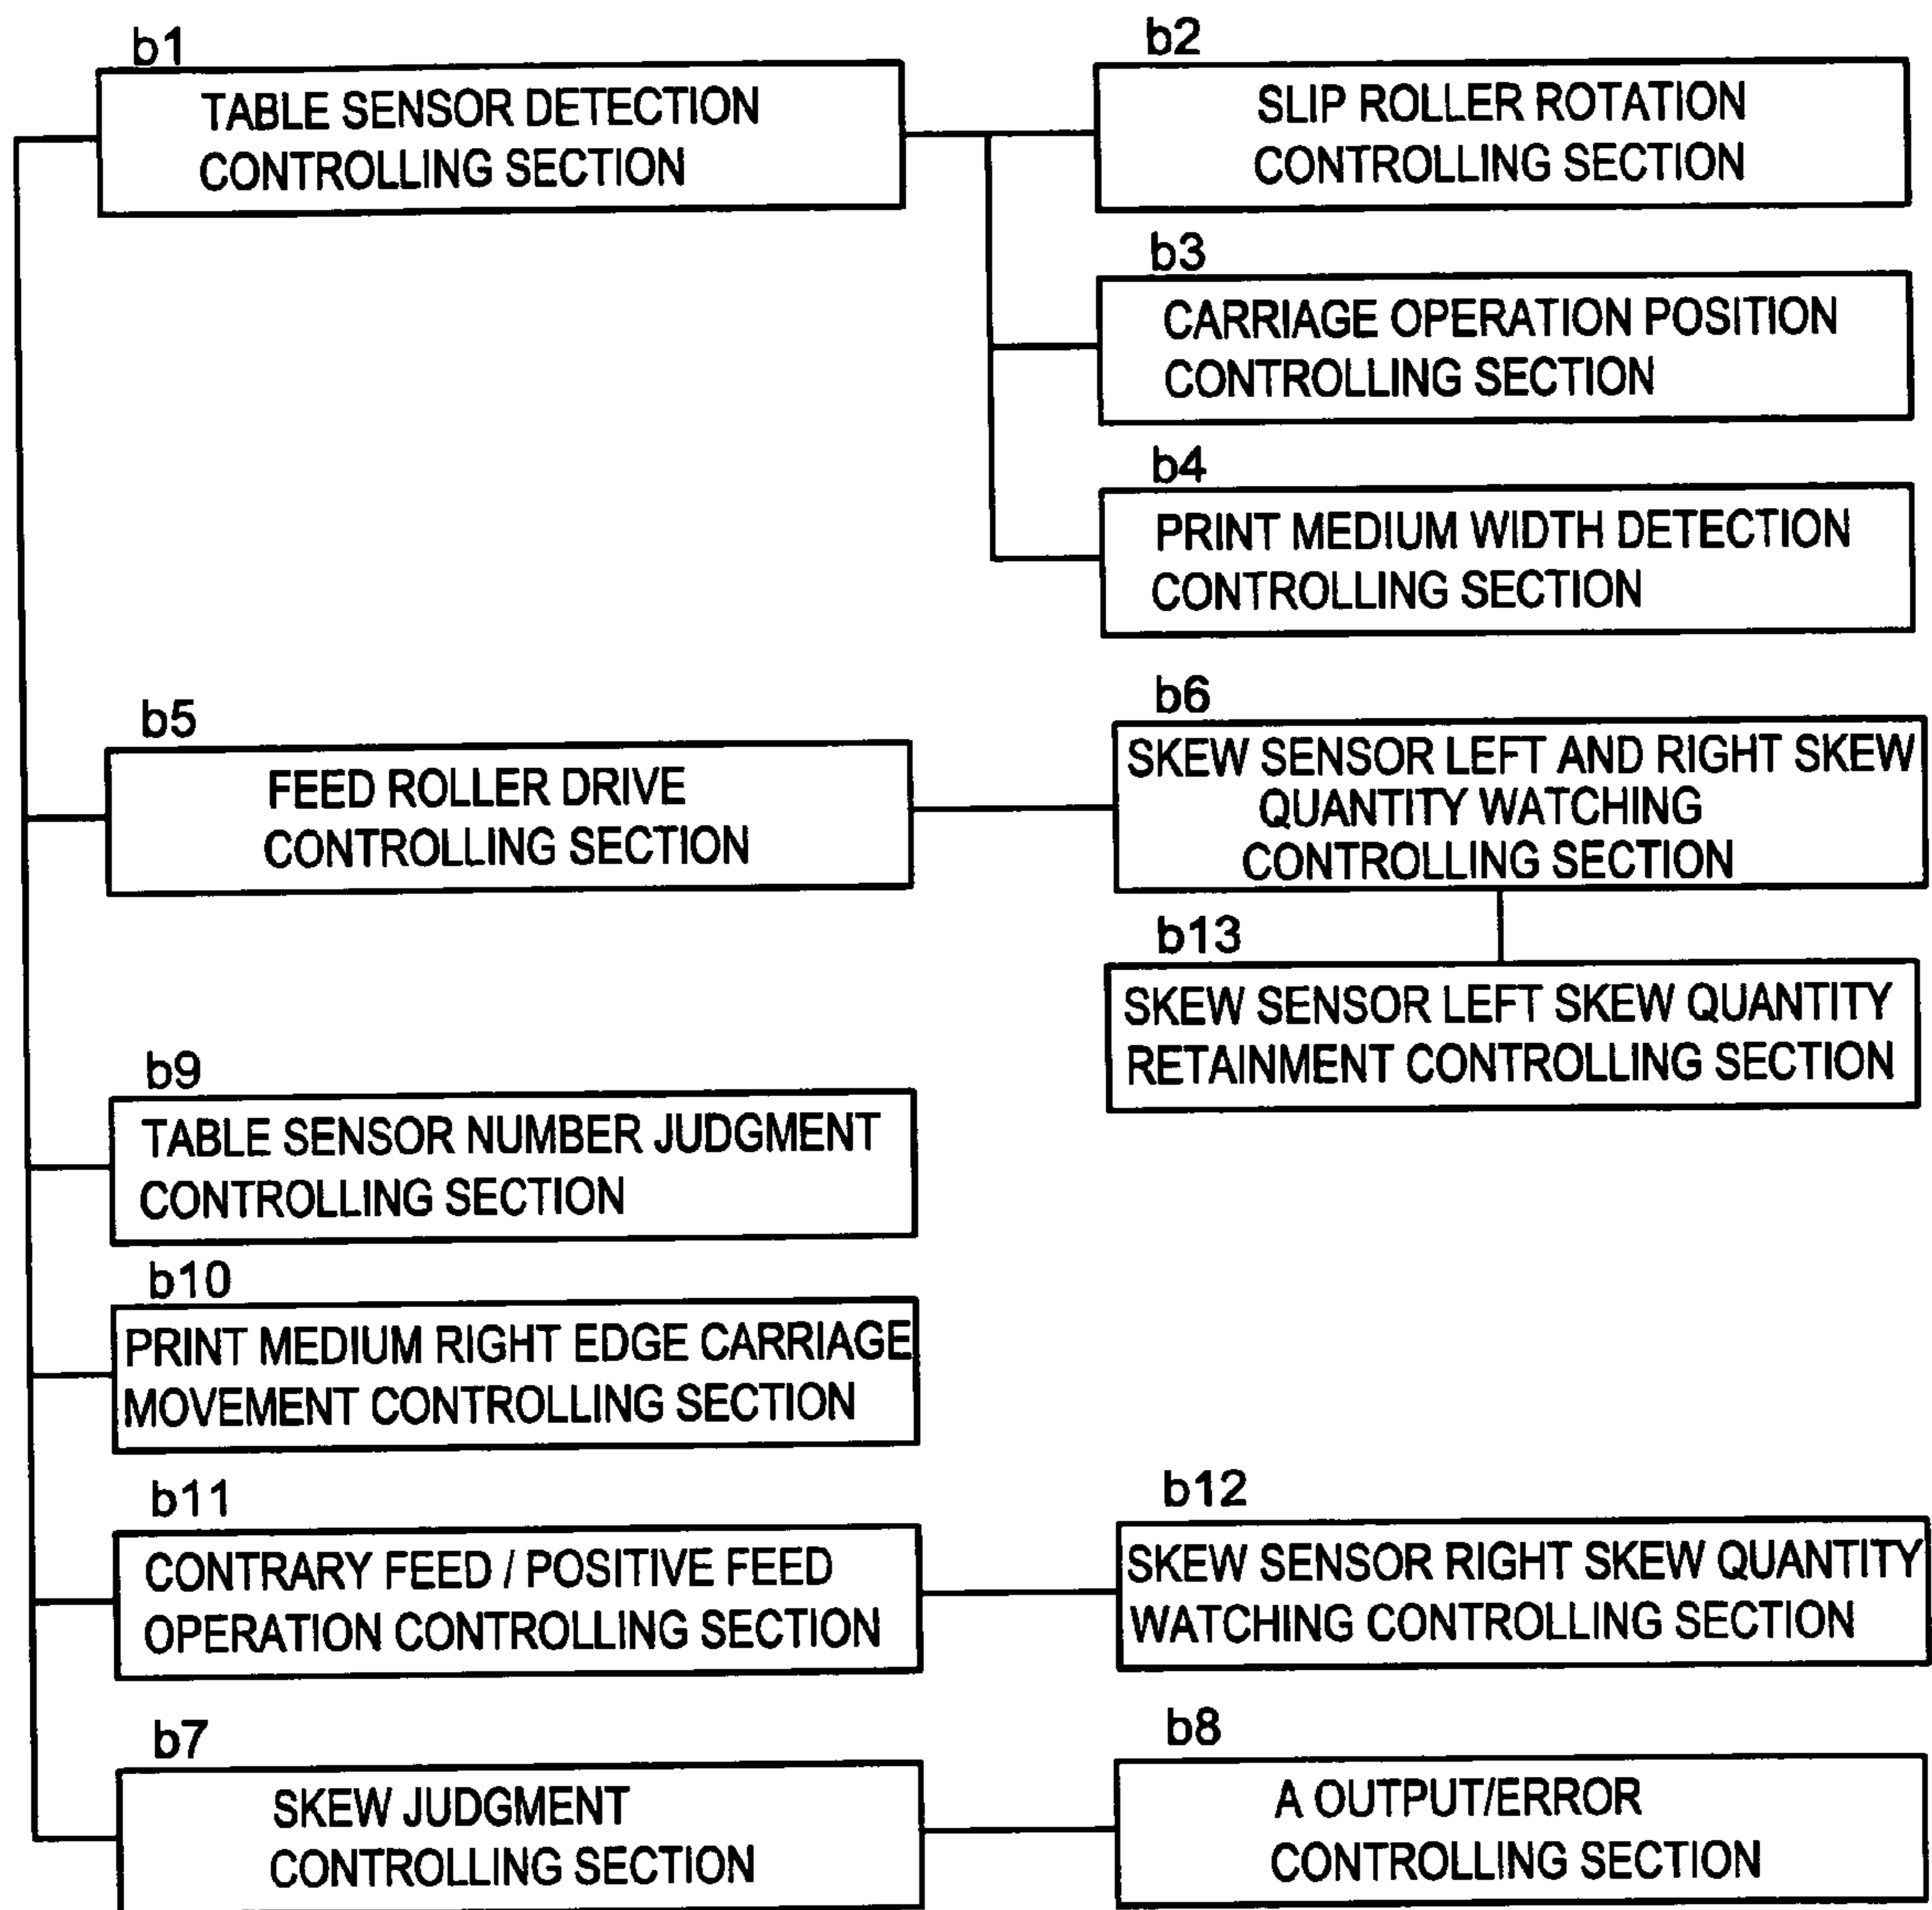 b1
TABLE SENSOR DETECTION
CONTROLLING SECTION
b2
SLIP ROLLER ROTATION
CONTROLLING SECTION
b3
CARRIAGE OPERATION POSITION
CONTROLLING SECTION
b4
PRINT MEDIUM WIDTH DETECTION
CONTROLLING SECTION
b5
FEED ROLLER DRIVE
CONTROLLING SECTION
b6
SKEW SENSOR LEFT AND RIGHT SKEW
QUANTITY WATCHING
CONTROLLING SECTION
b13
SKEW SENSOR LEFT SKEW QUANTITY
RETAINMENT CONTROLLING SECTION
b9
TABLE SENSOR NUMBER JUDGMENT
CONTROLLING SECTION
b10
PRINT MEDIUM RIGHT EDGE CARRIAGE
MOVEMENT CONTROLLING SECTION
b11
CONTRARY FEED / POSITIVE FEED
OPERATION CONTROLLING SECTION
b12
SKEW SENSOR RIGHT SKEW QUANTITY
WATCHING CONTROLLING SECTION
b7
SKEW JUDGMENT
CONTROLLING SECTION
b8
A OUTPUT/ERROR
CONTROLLING SECTION